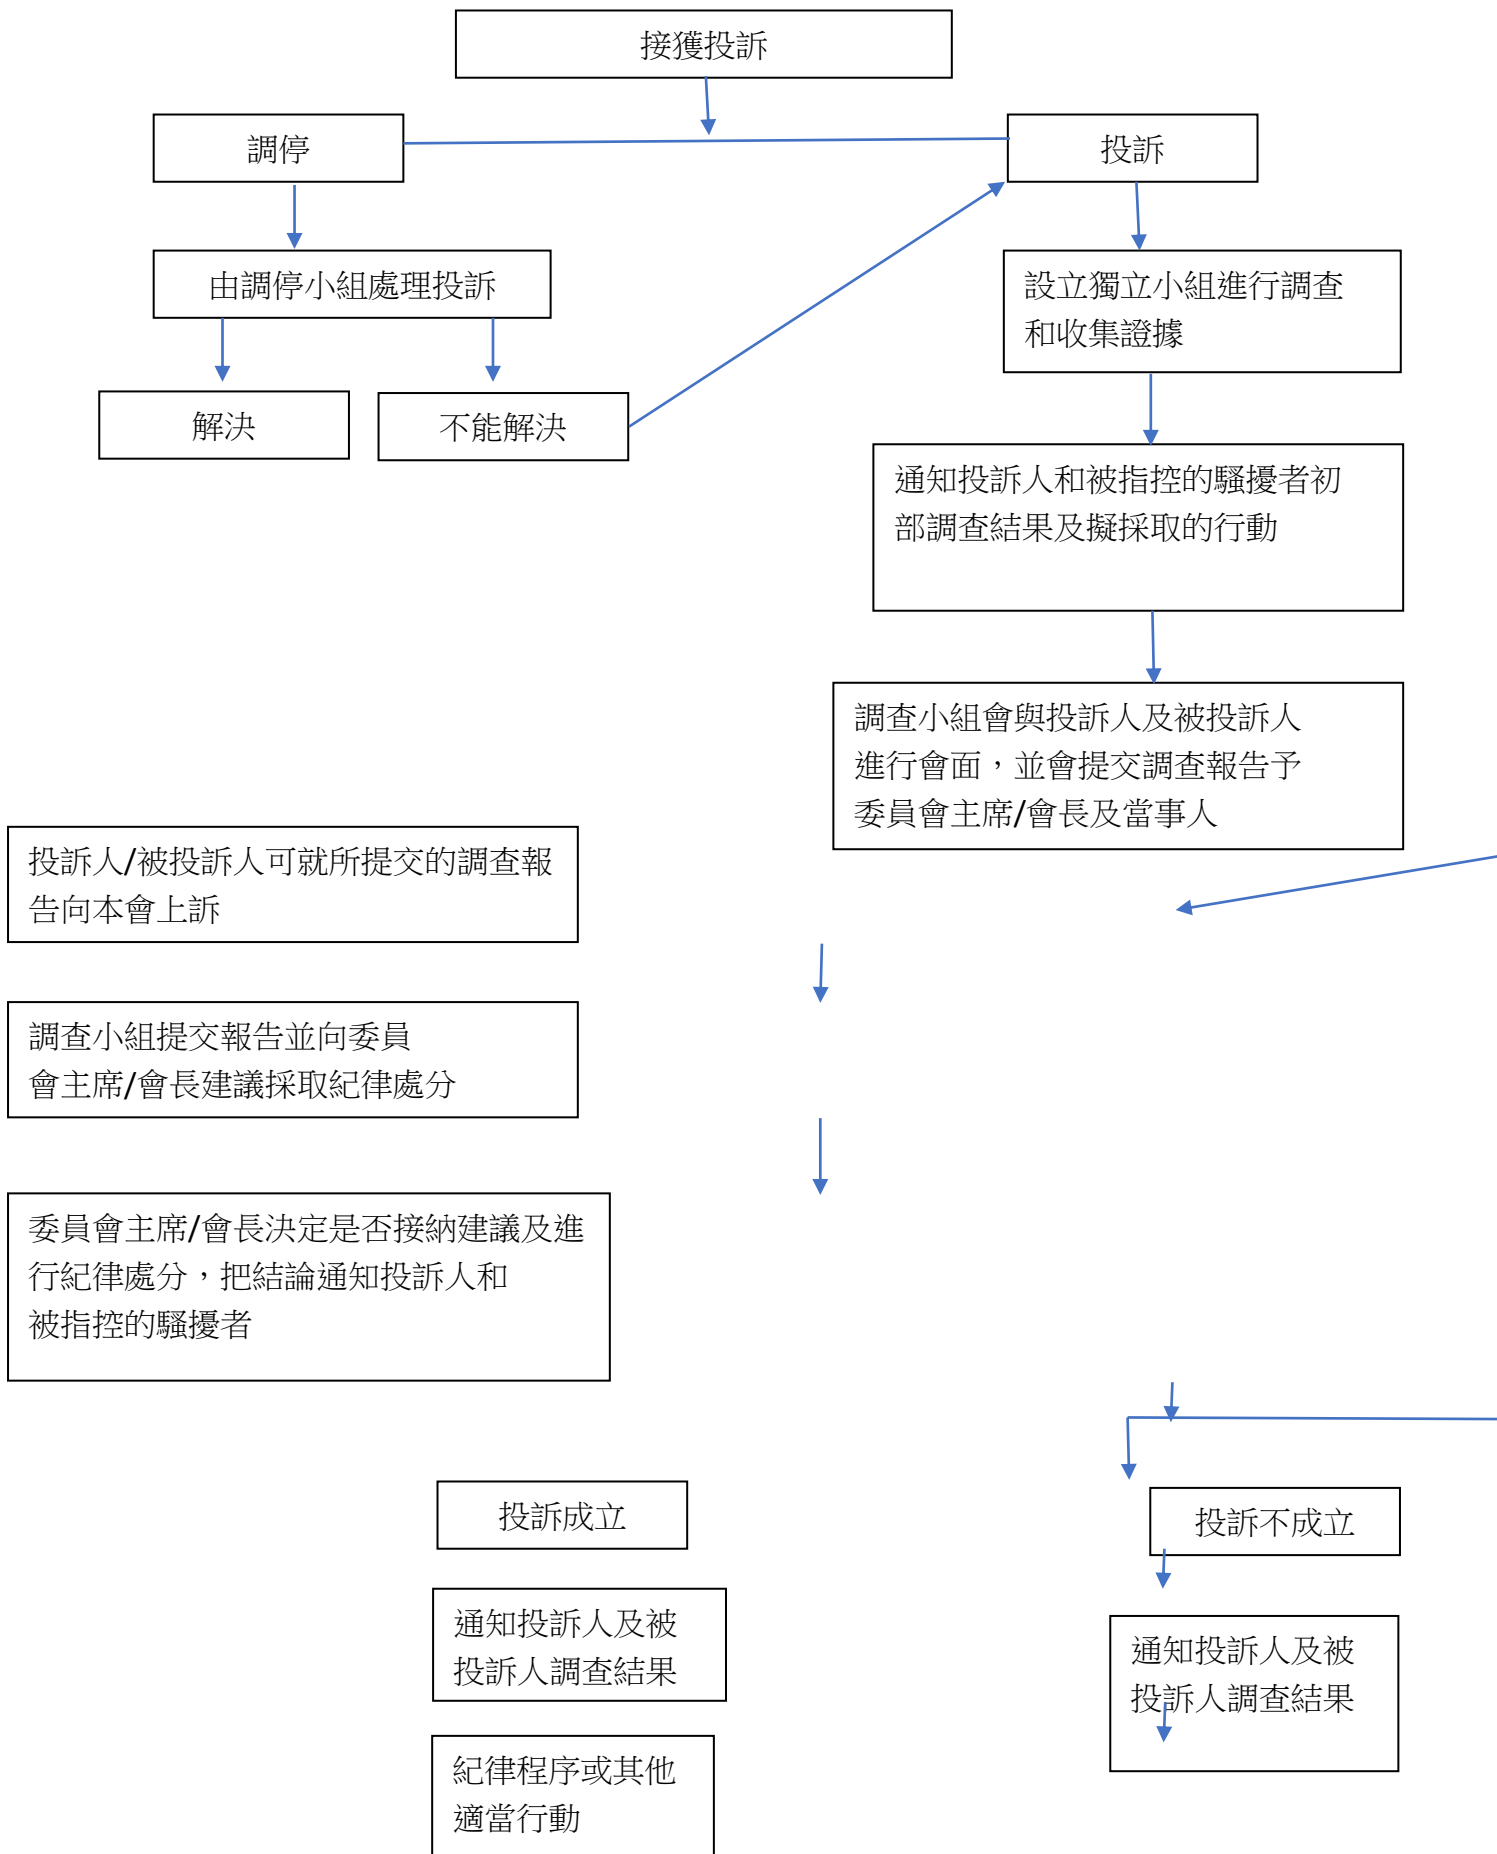 接獲投訴
調停
投訴
由調停小組處理投訴
設立獨立小組進行調查
和收集證據
解決
不能解決
通知投訴人和被指控的騷擾者初
部調查結果及擬採取的行動
調查小組會與投訴人及被投訴人
進行會面，並會提交調查報告予
委員會主席/會長及當事人
投訴人/被投訴人可就所提交的調查報
告向本會上訴
調查小組提交報告並向委員
會主席/會長建議採取紀律處分
委員會主席/會長決定是否接納建議及進
行紀律處分，把結論通知投訴人和
被指控的騷擾者
投訴成立
投訴不成立
通知投訴人及被
投訴人調查結果
通知投訴人及被
投訴人調查結果
紀律程序或其他
適當行動